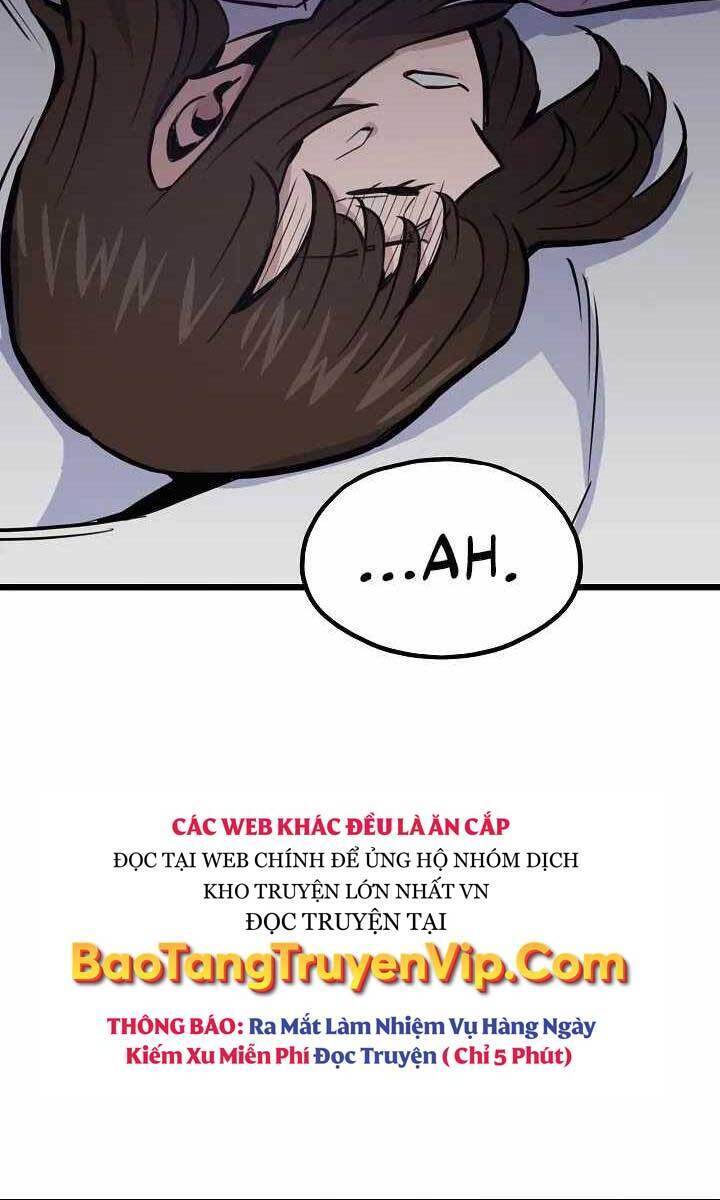 ...AH.
CÁC WEB KHÁC ĐỀU LÀ ĂN CẮP
ĐỌC TẠI WEB CHÍNH ĐỂ ỦNG HỘ NHÓM DỊCH
KHO TRUYỆN LỚN NHẤT VN
ĐỌC TRUYỆN TẠI
BaoTangTruyenVip.Com
THÔNG BÁO: Ra Mắt Làm Nhiệm Vụ Hàng Ngày
Kiếm Xu Miễn Phí Đọc Truyện ( Chỉ 5 Phút)